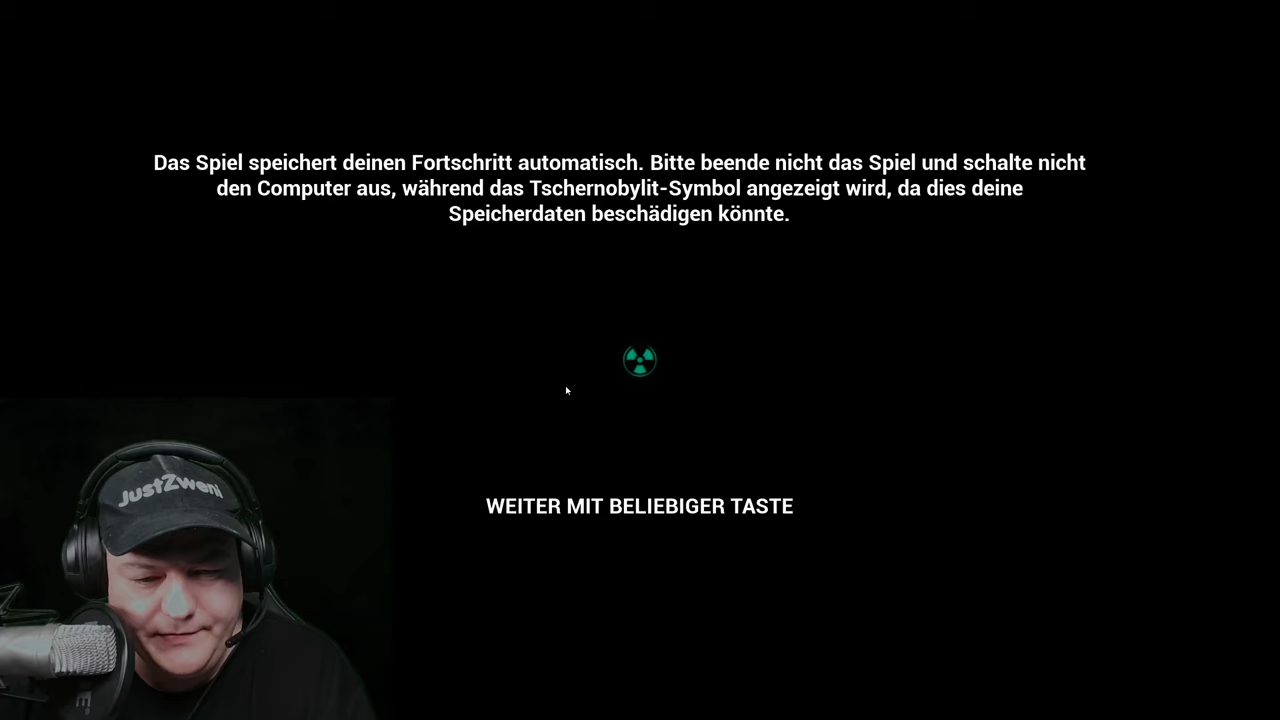 Das Spiel speichert deinen Fortschritt automatisch. Bitte beende nicht das Spiel und schalte nicht
den Computer aus, während das Tschernobylit-Symbol angezeigt wird, da dies deine
Speicherdaten beschädigen könnte.
WEITER MIT BELIEBIGER TASTE
JustZweni